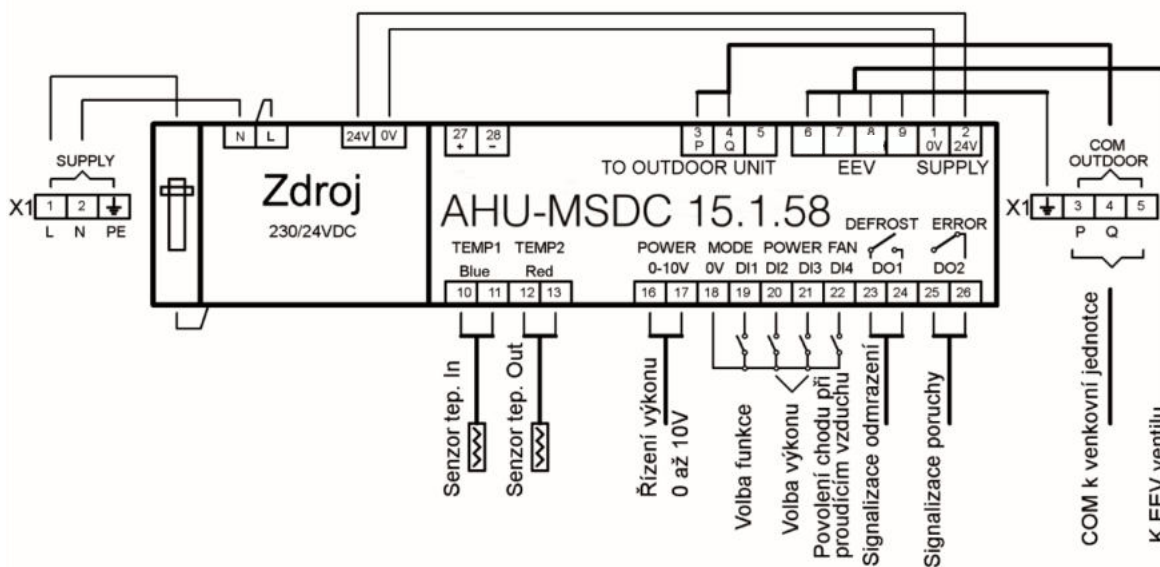 N L 24V 0V 27 28 3 4 5 6 7 8 9 1 2
+ - P Q 0V 24V
TO OUTDOOR UNIT EEV SUPPLY
COM
OUTDOOR
SUPPLY
X1 1 2
L N PE
Zdroj
230/24VDC
AHU-MSDC 15.1.58
X1 3 4 5
P Q
DEFROST ERROR
TEMP1 TEMP2 POWER MODE POWER FAN
Blue Red 0-10V 0V DI1 DI2 DI3 DI4 DO1 DO2
10 11 12 13 16 17 18 19 20 21 22 23 24 25 26
Senzor tep. In
Senzor tep. Out
Řízení výkonu
0 až 10V
Volba funkce
Volba výkonu
Povolení chodu při
proudícím vzduchu
Signalizace odmrazení
Signalizace poruchy
COM k venkovní jednotce
K EEV ventilu